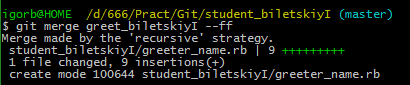 igorb@HOME /d/666/Pract/Git/student_biletskiyI (master)
$ git merge greet_biletskiyI --ff
Merge made by the 'recursive' strategy.
 student_biletskiyI/greeter_name.rb | 9 +++++++++
 1 file changed, 9 insertions(+)
 create mode 100644 student_biletskiyI/greeter_name.rb